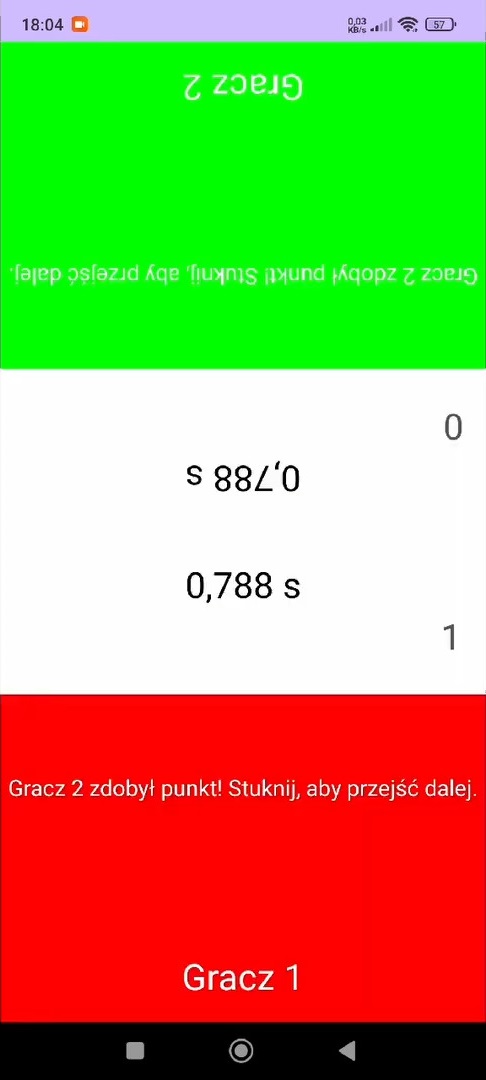 18:04
0,03
KB/s
57
Gracz 2
Gracz 2 zdobył punkt! Stuknij, aby przejść dalej.
0
0,788 s
0,788 s
1
Gracz 2 zdobył punkt! Stuknij, aby przejść dalej.
Gracz 1